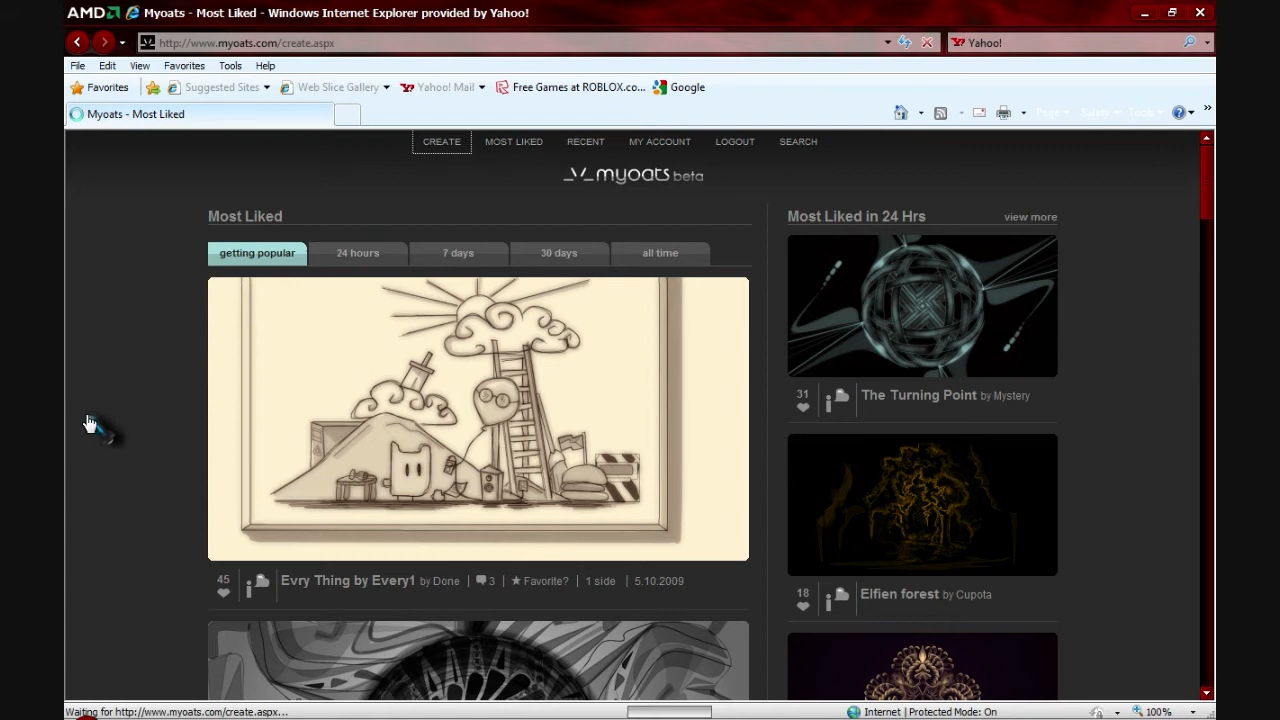 AMD Myoats - Most Liked - Windows Internet Explorer provided by Yahoo!
http://www.myoats.com/create.aspx Yahoo!
File Edit View Favorites Tools Help
Favorites Suggested Sites Web Slice Gallery Yahoo! Mail Free Games at ROBLOX.co... Google
Myoats - Most Liked Page Safety Tools
CREATE MOST LIKED RECENT MY ACCOUNT LOGOUT SEARCH
myoats beta
Most Liked
getting popular 24 hours 7 days 30 days all time
45 Evry Thing by Every1 by Done 3 Favorite? 1 side 5.10.2009
Most Liked in 24 Hrs view more
31 The Turning Point by Mystery
18 Elfien forest by Cupota
Waiting for http://www.myoats.com/create.aspx... Internet | Protected Mode: On 100%